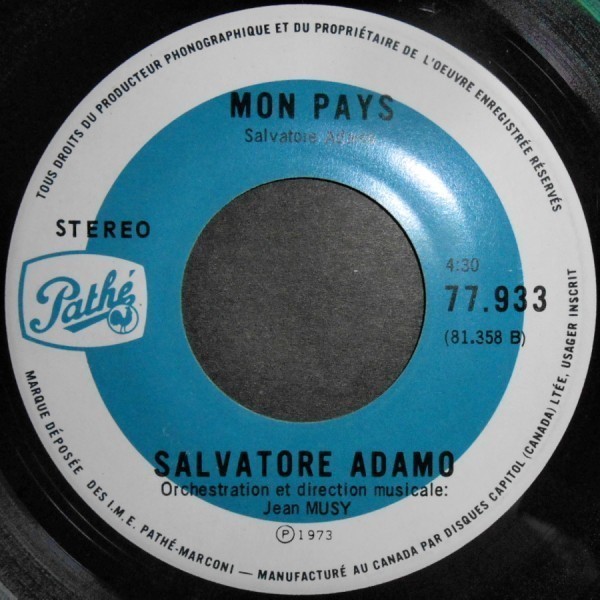 TOUS DROITS DU PRODUCTEUR PHONOGRAPHIQUE ET DU PROPRIÉTAIRE DE L'OEUVRE ENREGISTRÉE RÉSERVÉS
MON PAYS
Salvatore Adamo
STEREO
Pathé
4:30
77.933
(81.358 B)
SALVATORE ADAMO
Orchestration et direction musicale:
Jean MUSY
Ⓟ1973
MARQUE DÉPOSÉE DES I.M.E. PATHÉ-MARCONI — MANUFACTURÉ AU CANADA PAR DISQUES CAPITOL (CANADA) LTÉE, USAGER INSCRIT